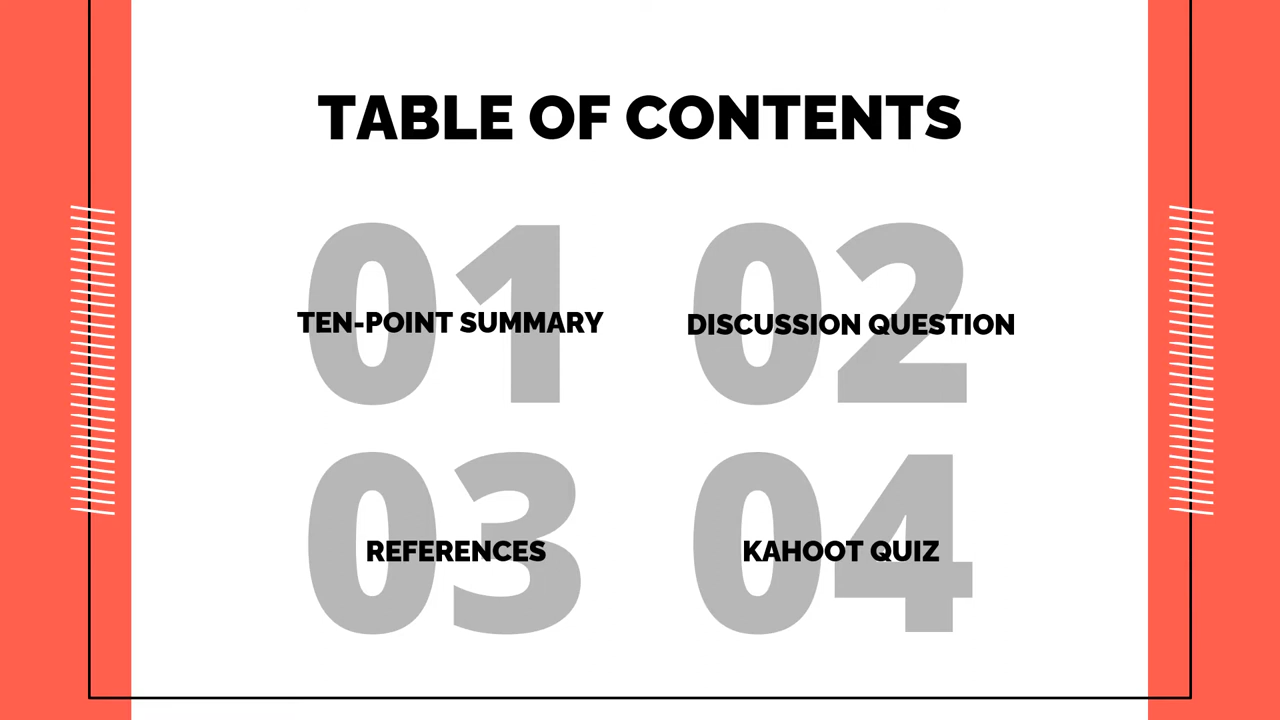 TABLE OF CONTENTS
01
TEN-POINT SUMMARY
02
DISCUSSION QUESTION
03
REFERENCES
04
KAHOOT QUIZ